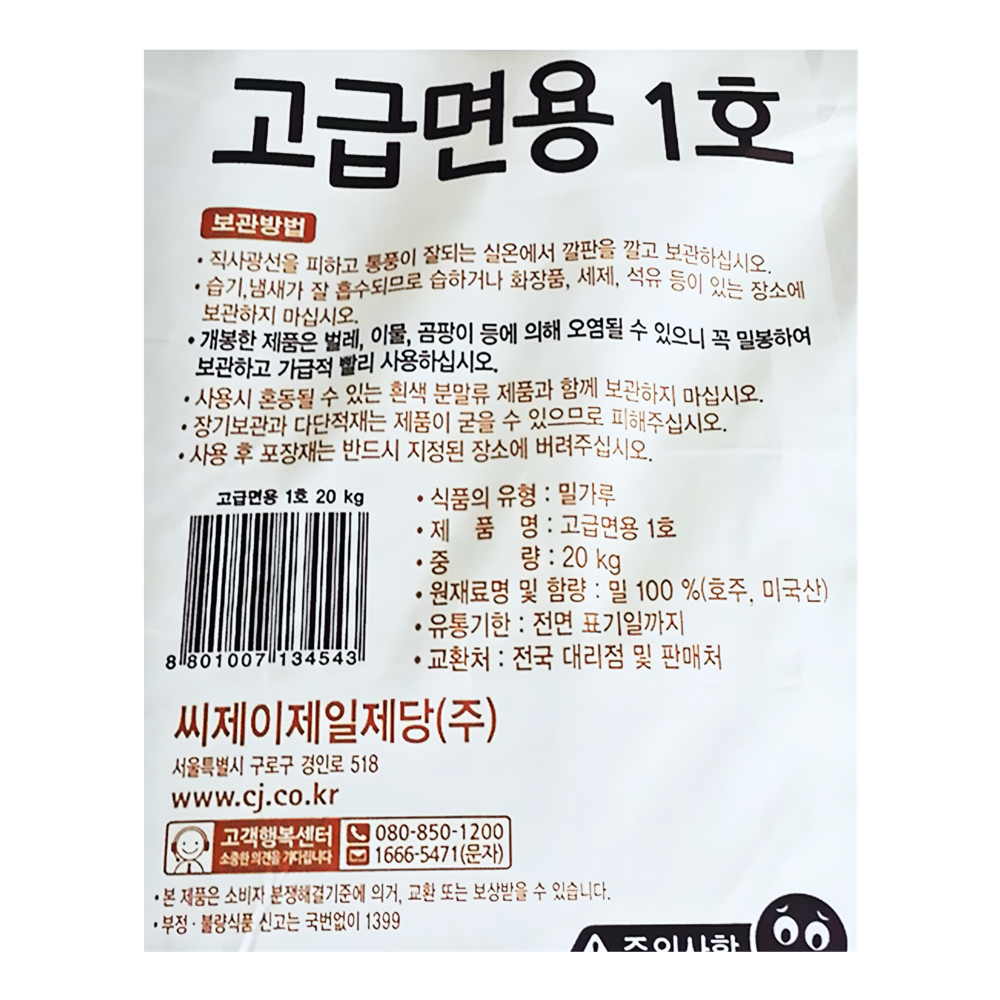 고급면용 1호
보관방법
• 직사광선을 피하고 통풍이 잘되는 실온에서 깔판을 깔고 보관하십시오.
• 습기,냄새가 잘 흡수되므로 습하거나 화장품, 세제, 석유 등이 있는 장소에
보관하지 마십시오.
• 개봉한 제품은 벌레, 이물, 곰팡이 등에 의해 오염될 수 있으니 꼭 밀봉하여
보관하고 가급적 빨리 사용하십시오.
• 사용시 혼동될 수 있는 흰색 분말류 제품과 함께 보관하지 마십시오.
• 장기보관과 다단적재는 제품이 굳을 수 있으므로 피해주십시오.
• 사용 후 포장재는 반드시 지정된 장소에 버려주십시오.
고급면용 1호 20 kg
8 801007 134543
• 식품의 유형 : 밀가루
• 제 품 명 : 고급면용 1호
• 중 량 : 20 kg
• 원재료명 및 함량 : 밀 100 %(호주, 미국산)
• 유통기한 : 전면 표기일까지
• 교환처 : 전국 대리점 및 판매처
씨제이제일제당(주)
서울특별시 구로구 경인로 518
www.cj.co.kr
고객행복센터
소중한 의견을 기다립니다
080-850-1200
1666-5471(문자)
• 본 제품은 소비자 분쟁해결기준에 의거, 교환 또는 보상받을 수 있습니다.
• 부정 · 불량식품 신고는 국번없이 1399
주의사항